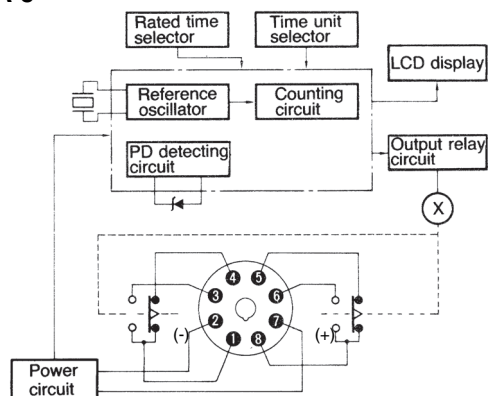 Rated time
selector
Time unit
selector
LCD display
Reference
oscillator
Counting
circuit
PD detecting
circuit
Output relay
circuit
X
4
5
3
6
(-)
2
7
(+)
1
8
Power
circuit